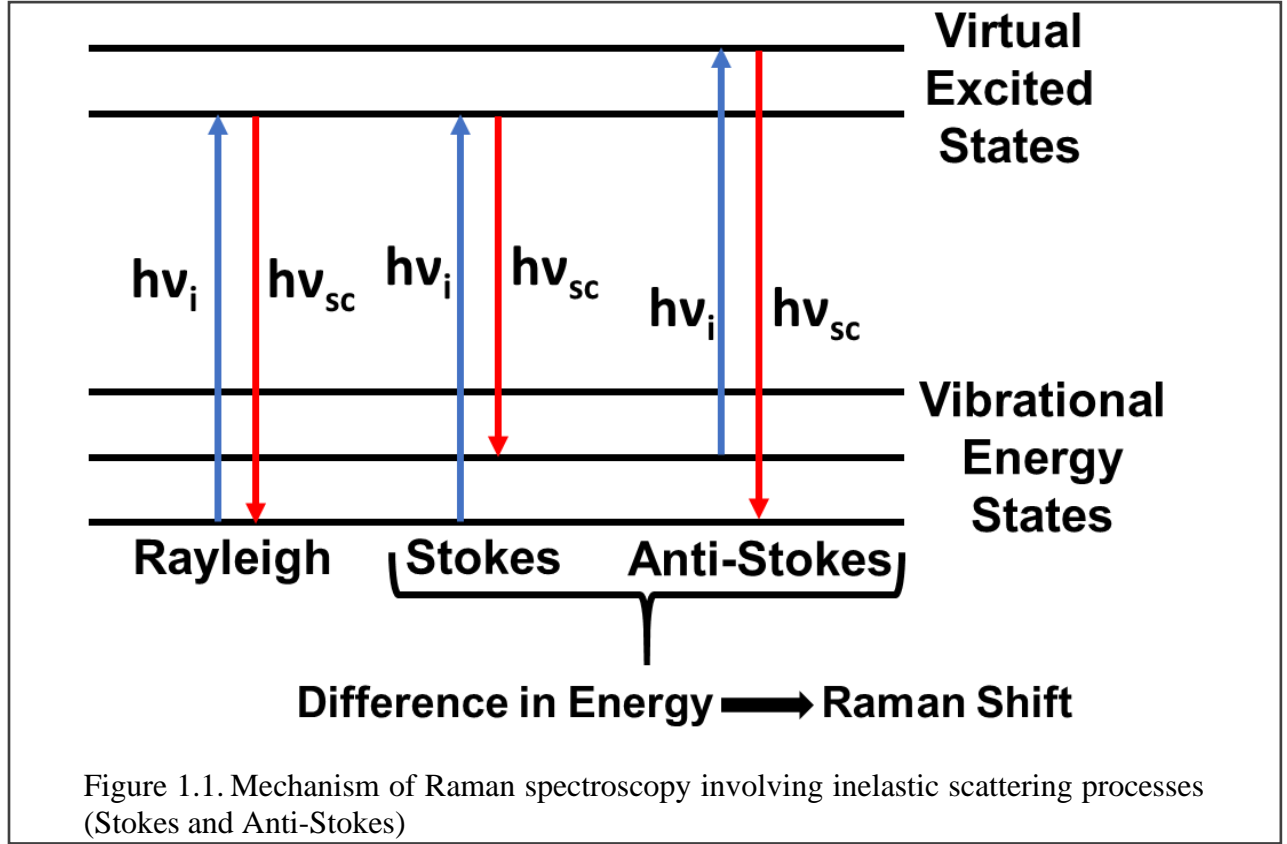 Virtual
Excited
States
hνᵢ
hνsc
hνᵢ
hνsc
hνᵢ
hνsc
Vibrational
Energy
States
Rayleigh
Stokes
Anti-Stokes
Difference in Energy
Raman Shift
Figure 1.1. Mechanism of Raman spectroscopy involving inelastic scattering processes
(Stokes and Anti-Stokes)